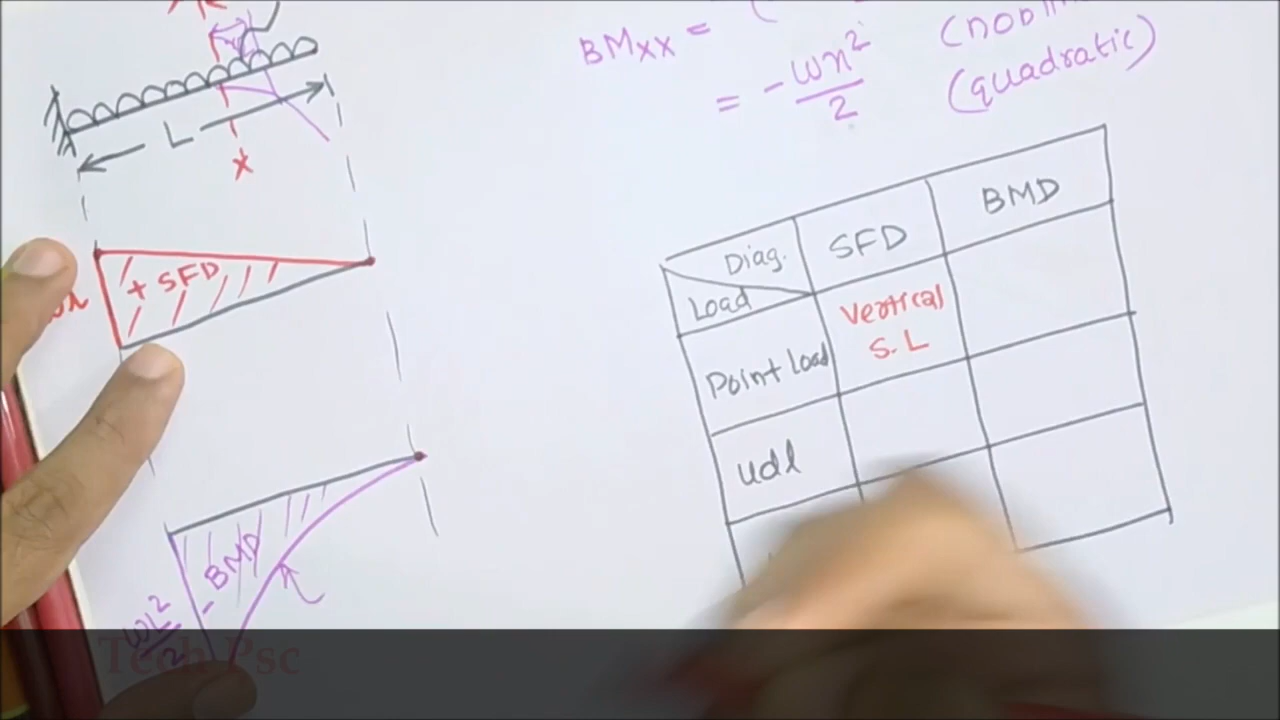 BMxx =
= -wx²/2
(quadratic)
L
x
+ SFD
- BMD
wL²/2
Diag.
Load
SFD
BMD
Point load
Vertical
S.L
udl
Tech Psc